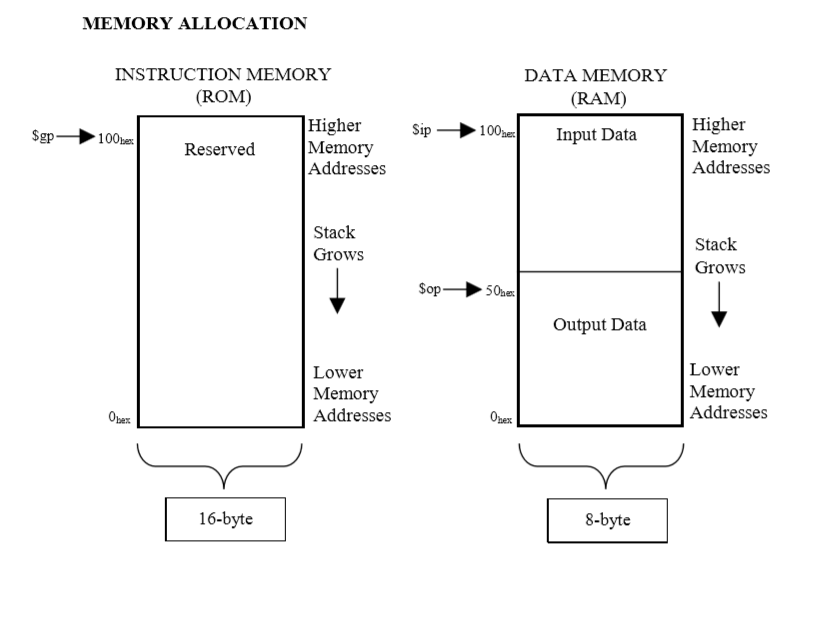 MEMORY ALLOCATION
INSTRUCTION MEMORY
(ROM)
DATA MEMORY
(RAM)
$gp
100hex
Reserved
Higher
Memory
Addresses
Stack
Grows
Lower
Memory
Addresses
0hex
16-byte
$ip
100hex
Input Data
Higher
Memory
Addresses
Stack
Grows
$op
50hex
Output Data
Lower
Memory
Addresses
0hex
8-byte